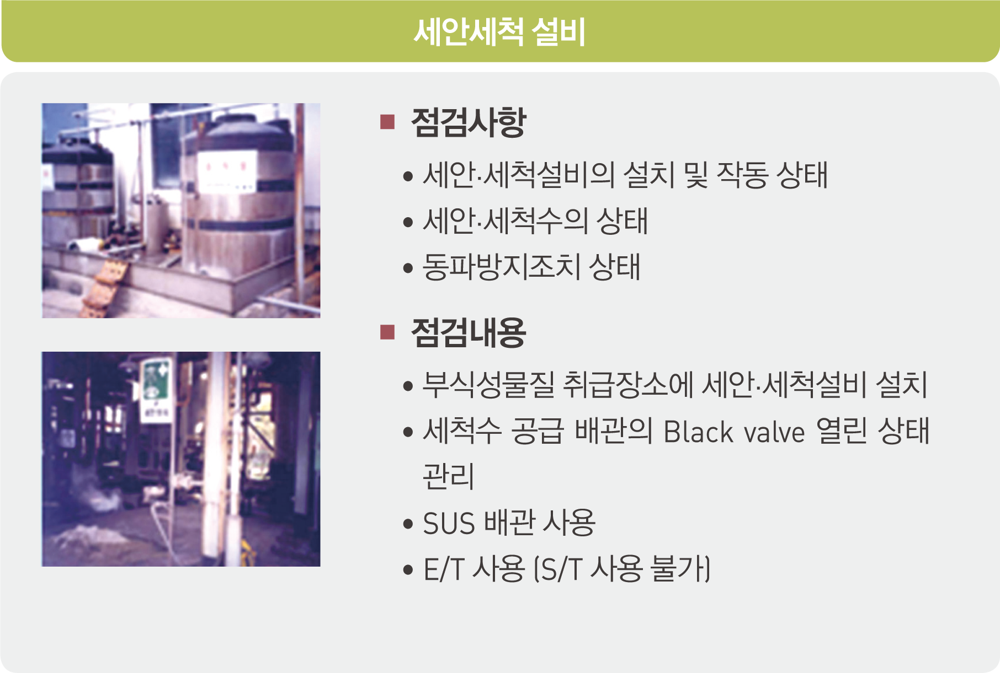 세안세척 설비
■ 점검사항
• 세안·세척설비의 설치 및 작동 상태
• 세안·세척수의 상태
• 동파방지조치 상태
■ 점검내용
• 부식성물질 취급장소에 세안·세척설비 설치
• 세척수 공급 배관의 Black valve 열린 상태
관리
• SUS 배관 사용
• E/T 사용 (S/T 사용 불가)